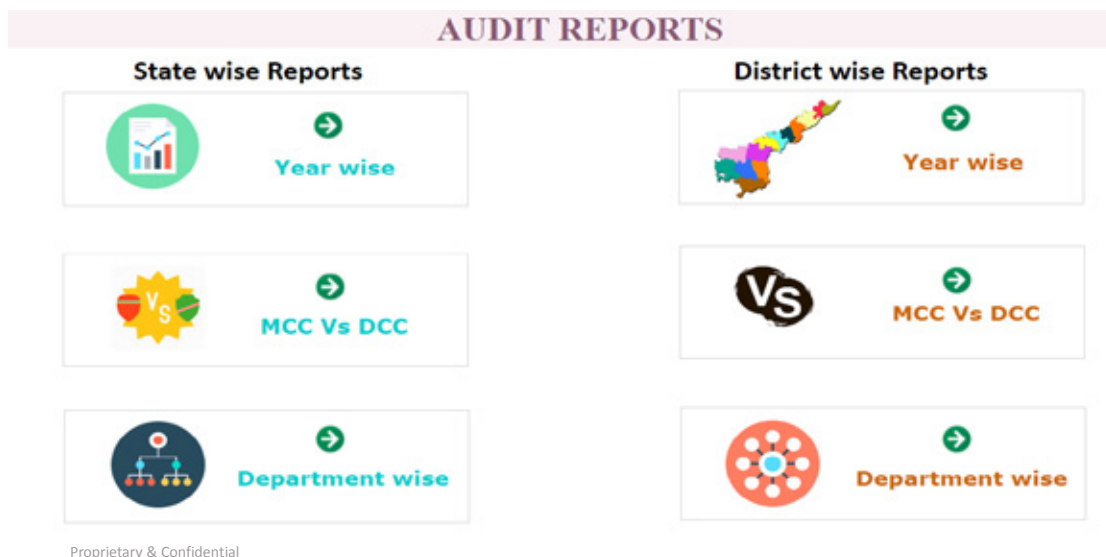 AUDIT REPORTS
State wise Reports
District wise Reports
Year wise
Year wise
VS
MCC Vs DCC
Vs
MCC Vs DCC
Department wise
Department wise
Proprietary & Confidential